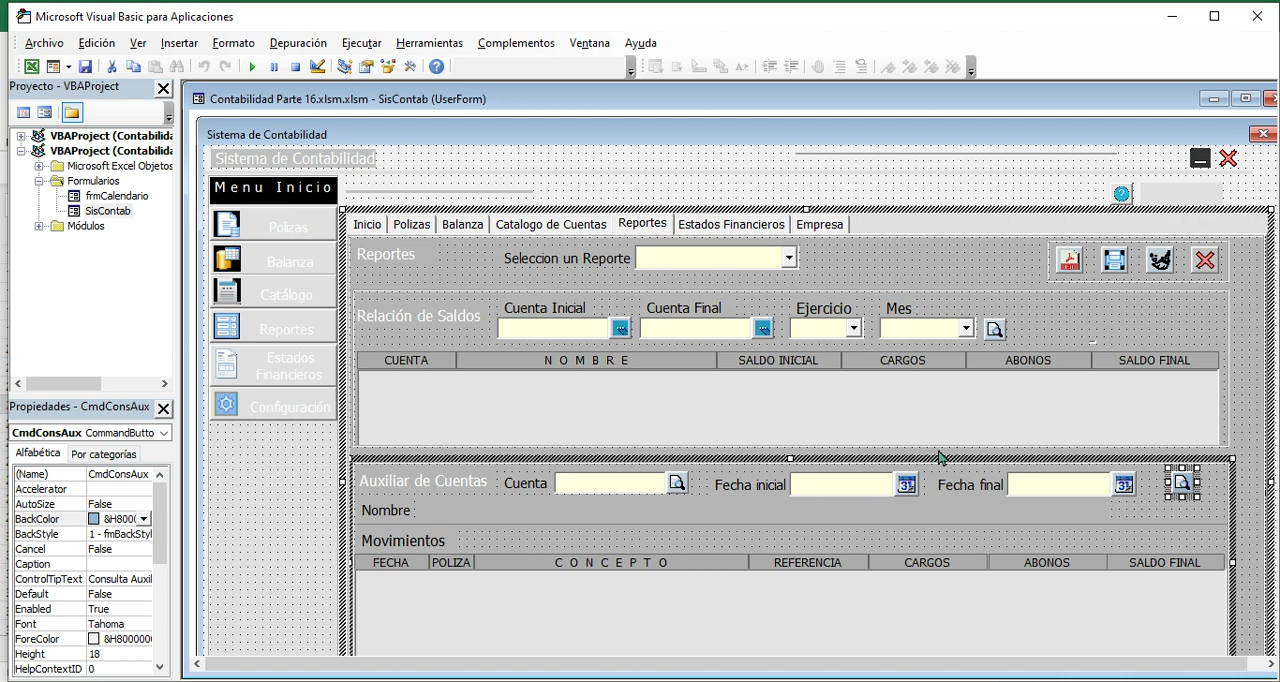 Microsoft Visual Basic para Aplicaciones
Archivo Edición Ver Insertar Formato Depuración Ejecutar Herramientas Complementos Ventana Ayuda
Proyecto - VBAProject
VBAProject (Contabilida
VBAProject (Contabilida
Microsoft Excel Objetos
Formularios
frmCalendario
SisContab
Módulos
Propiedades - CmdConsAux
CmdConsAux CommandButto
Alfabética Por categorías
(Name) CmdConsAux
Accelerator
AutoSize False
BackColor &H800(
BackStyle 1 - fmBackStyl
Cancel False
Caption
ControlTipText Consulta Auxil
Default False
Enabled True
Font Tahoma
ForeColor &H8000000
Height 18
HelpContextID 0
Contabilidad Parte 16.xlsm.xlsm - SisContab (UserForm)
Sistema de Contabilidad
Sistema de Contabilidad
Menu Inicio
Polizas
Balanza
Catálogo
Reportes
Estados
Financieros
Configuración
Inicio Polizas Balanza Catalogo de Cuentas Reportes Estados Financieros Empresa
Reportes Seleccion un Reporte
Relación de Saldos Cuenta Inicial Cuenta Final Ejercicio Mes
CUENTA N O M B R E SALDO INICIAL CARGOS ABONOS SALDO FINAL
Auxiliar de Cuentas Cuenta Fecha inicial Fecha final
Nombre
Movimientos
FECHA POLIZA C O N C E P T O REFERENCIA CARGOS ABONOS SALDO FINAL